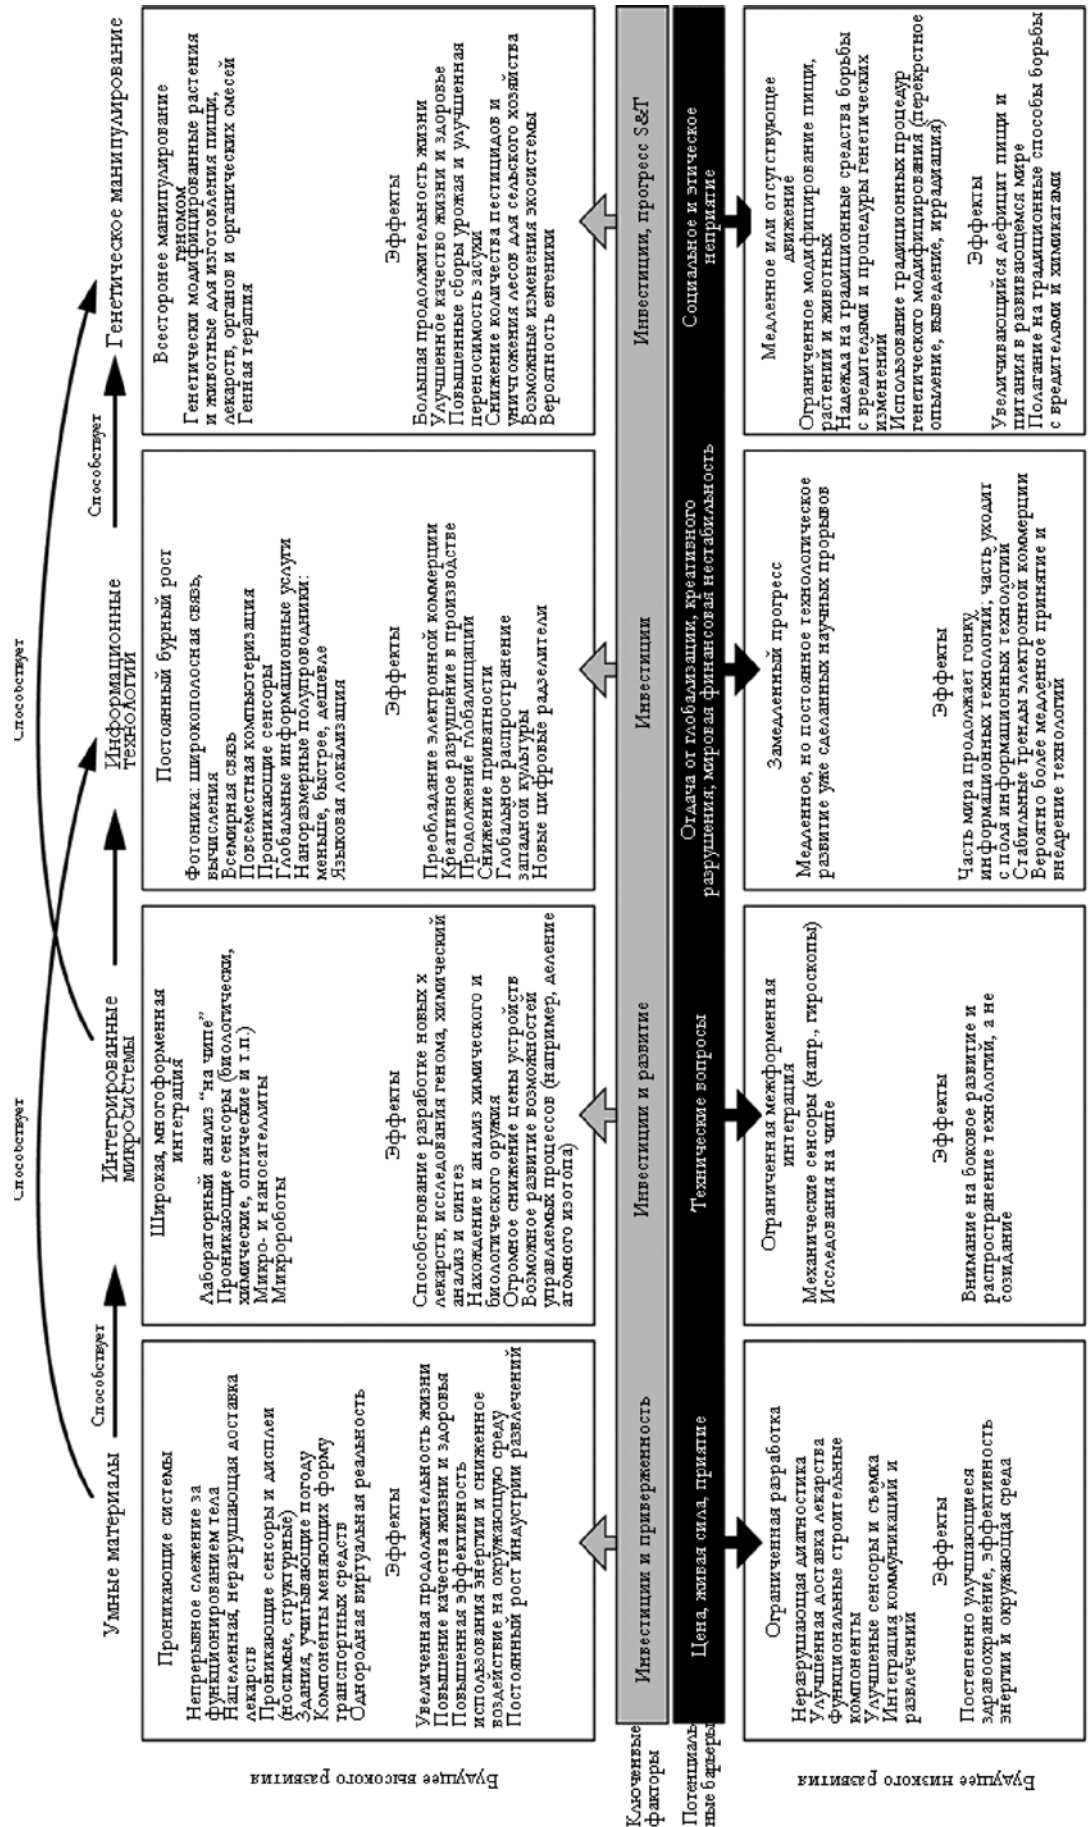 Способствует
Способствует
Умные материалы
Способствует
Интегрированные
микросистемы
Информационные
технологии
Способствует
Генетическое манипулирование
Будущее высокого развития
Проникающие системы
Непрерывное слежение за
функционированием тела
Нацеленная, неразрушающая доставка
лекарств
Проникающие сенсоры и дисплеи
(носимые, структурные)
Здания, учитывающие погоду
Компоненты меняющих форму
транспортных средств
Однородная виртуальная реальность
Эффекты
Увеличенная продолжительность жизни
Повышение качества жизни и здоровья
Повышенная эффективность
использования энергии и сниженное
воздействие на окружающую среду
Постоянный рост индустрии развлечений
Широкая, многоформенная
интеграция
Лабораторный анализ “на чипе”
Проникающие сенсоры (биологически,
химические, оптические и т.п.)
Микро- и наносателлиты
Микророботы
Эффекты
Способствование разработке новых х
лекарств, исследования генома, химический
анализ и синтез
Нахождение и анализ химического и
биологического оружия
Огромное снижение цены устройств
Возможное развитие возможностей
управляемых процессов (например, деление
атомного изотопа)
Постоянный бурный рост
Фотоника: широкополосная связь,
вычисления
Всемирная связь
Повсеместная компьютеризация
Проникающие сенсоры
Глобальные информационные услуги
Наноразмерные полупроводники:
меньше, быстрее, дешевле
Языковая локализация
Эффекты
Преобладание электронной коммерции
Креативное разрушение в производстве
Продолжение глобализации
Снижение приватности
Глобальное распространение
западной культуры
Новые цифровые разделители
Всесторонее манипулирование
геномом
Генетически модифицированные растения
и животные для изготовления пищи,
лекарств, органов и органических смесей
Генная терапия
Эффекты
Большая продолжительность жизни
Улучшенное качество жизни и здоровье
Повышенные сборы урожая и улучшенная
переносимость засухи
Снижение количества пестицидов и
уничтожения лесов для сельского хозяйства
Возможные изменения экосистемы
Вероятность евгеники
Ключевые
факторы
Инвестиции и приверженность
Инвестиции и развитие
Инвестиции
Инвестиции, прогресс S&T
Потенциаль
ные барьеры
Цена, живая сила, приятие
Технические вопросы
Отдача от глобализации, креативного
разрушения; мировая финансовая нестабильность
Социальное и этическое
неприятие
Будущее низкого развития
Ограниченная разработка
Неразрушающая диагностика
Улучшенная доставка лекарства
Функциональные строительные
компоненты
Улучшеные сенсоры и съемка
Интеграция коммуникаций и
развлечений
Эффекты
Постепенно улучшающиеся
здравоохранение, эффективность
энергии и окружающая среда
Ограниченная межформенная
интеграция
Механические сенсоры (напр., гироскопы)
Исследования на чипе
Эффекты
Внимание на боковое развитие и
распространение технологий, а не
созидание
Замедленный прогресс
Медленное, но постоянное технологическое
развитие уже сделанных научных прорывов
Эффекты
Часть мира продолжает гонку
информационных технологий; часть уходит
с поля информационных технологий
Стабильные тренды электронной коммерции
Вероятно более медленное принятие и
внедрение технологий
Медленное или отсутствующее
движение
Ограниченное модифицирование пищи,
растений и животных
Надежда на традиционные средства борьбы
с вредителями и процедуры генетических
изменений
Использование традиционных процедур
генетического модифицирования (перекрстное
опыление, выведение, иррадиация)
Эффекты
Увеличивающийся дефицит пищи и
питания в развивающемся мире
Полагание на традиционные способы борьбы
с вредителями и химикатами